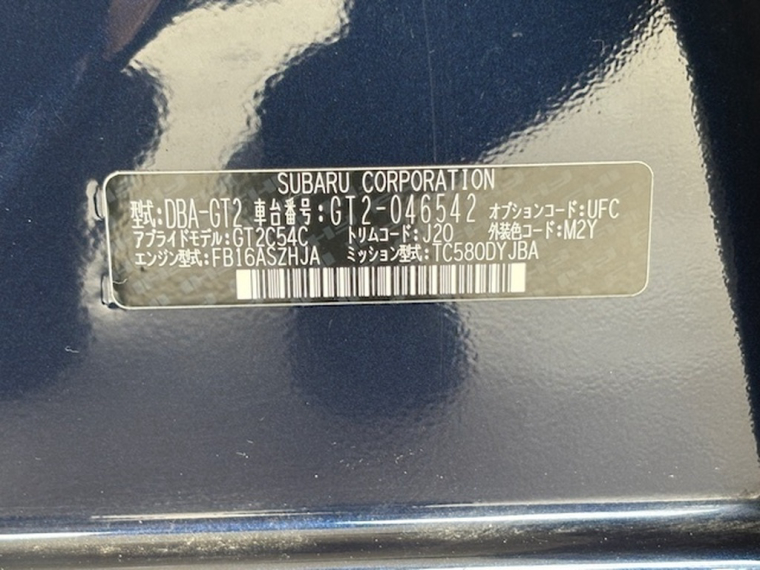 SUBARU CORPORATION
型式:DBA-GT2 車台番号:GT2-046542 オプションコード:UFC
アプライドモデル:GT2C54C トリムコード:J20 外装色コード:M2Y
エンジン型式:FB16ASZHJA ミッション型式:TC580DYJBA